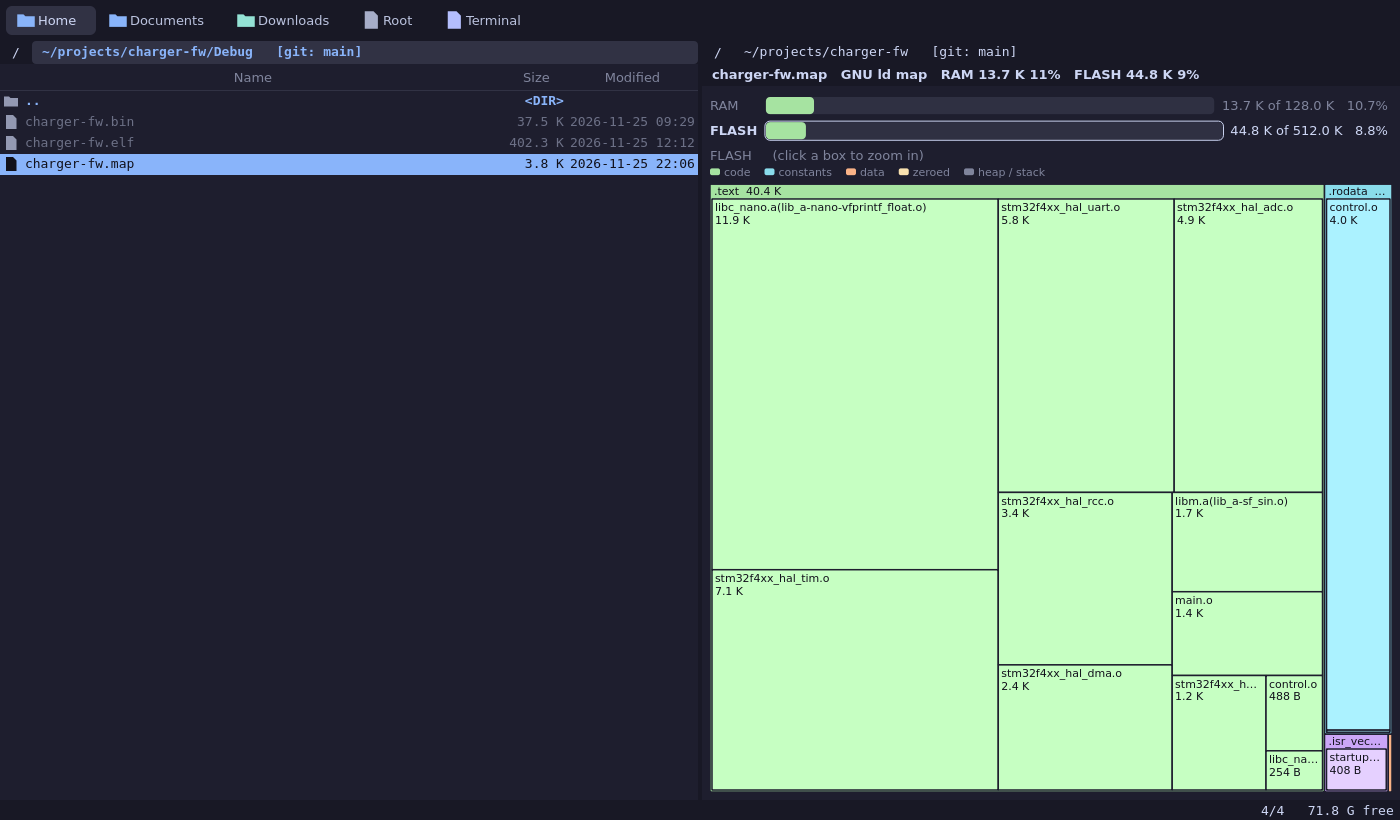 Home Documents Downloads Root Terminal
/ ~/projects/charger-fw/Debug [git: main]
Name Size Modified
.. <DIR>
charger-fw.bin 37.5 K 2026-11-25 09:29
charger-fw.elf 402.3 K 2026-11-25 12:12
charger-fw.map 3.8 K 2026-11-25 22:06
/ ~/projects/charger-fw [git: main]
charger-fw.map GNU ld map RAM 13.7 K 11% FLASH 44.8 K 9%
RAM 13.7 K of 128.0 K 10.7%
FLASH 44.8 K of 512.0 K 8.8%
FLASH (click a box to zoom in)
code constants data zeroed heap / stack
.text 40.4 K
libc_nano.a(lib_a-nano-vfprintf_float.o)
11.9 K
stm32f4xx_hal_tim.o
7.1 K
stm32f4xx_hal_uart.o
5.8 K
stm32f4xx_hal_adc.o
4.9 K
stm32f4xx_hal_rcc.o
3.4 K
stm32f4xx_hal_dma.o
2.4 K
libm.a(lib_a-sf_sin.o)
1.7 K
main.o
1.4 K
stm32f4xx_h...
1.2 K
control.o
488 B
libc_na...
254 B
.rodata ...
control.o
4.0 K
.isr_vec...
startup...
408 B
4/4 71.8 G free